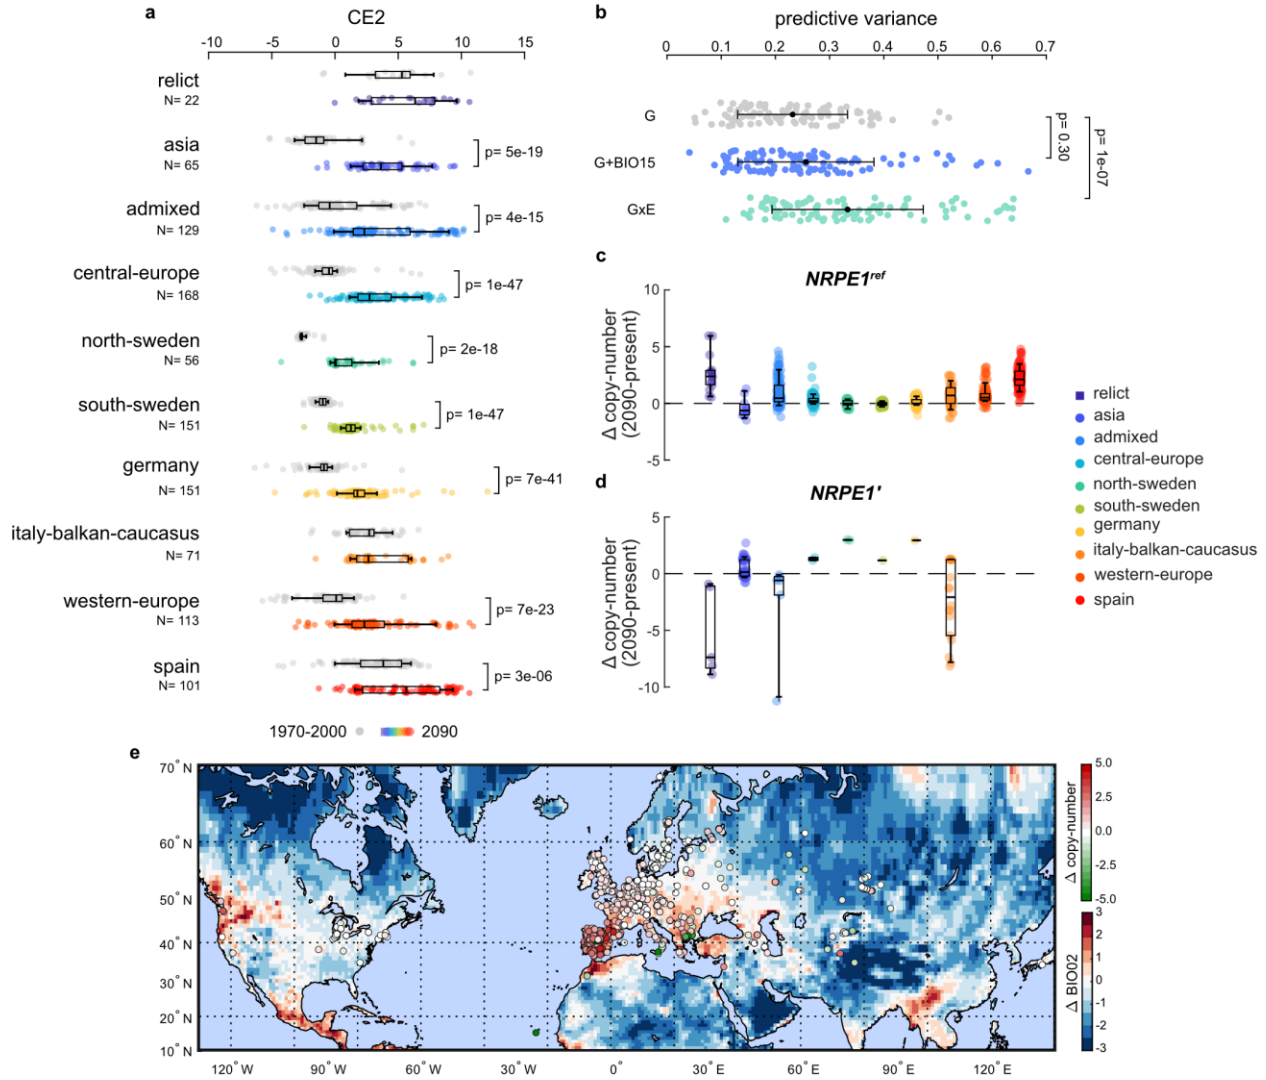 a
CE2
-10 -5 0 5 10 15
relict
N= 22
asia
N= 65
p= 5e-19
admixed
N= 129
p= 4e-15
central-europe
N= 168
p= 1e-47
north-sweden
N= 56
p= 2e-18
south-sweden
N= 151
p= 1e-47
germany
N= 151
p= 7e-41
italy-balkan-caucasus
N= 71
western-europe
N= 113
p= 7e-23
spain
N= 101
p= 3e-06
1970-2000 2090
b
predictive variance
0 0.1 0.2 0.3 0.4 0.5 0.6 0.7
G
G+BIO15
GxE
p= 0.30
p= 1e-07
c
NRPE1ref
Δ copy-number
(2090-present)
10
5
0
-5
d
NRPE1'
Δ copy-number
(2090-present)
5
0
-5
-10
relict
asia
admixed
central-europe
north-sweden
south-sweden
germany
italy-balkan-caucasus
western-europe
spain
e
70° N
60° N
50° N
40° N
30° N
20° N
10° N
120° W 90° W 60° W 30° W 0° 30° E 60° E 90° E 120° E
Δ copy-number
5.0
2.5
0.0
-2.5
-5.0
Δ BIO02
3
2
1
0
-1
-2
-3